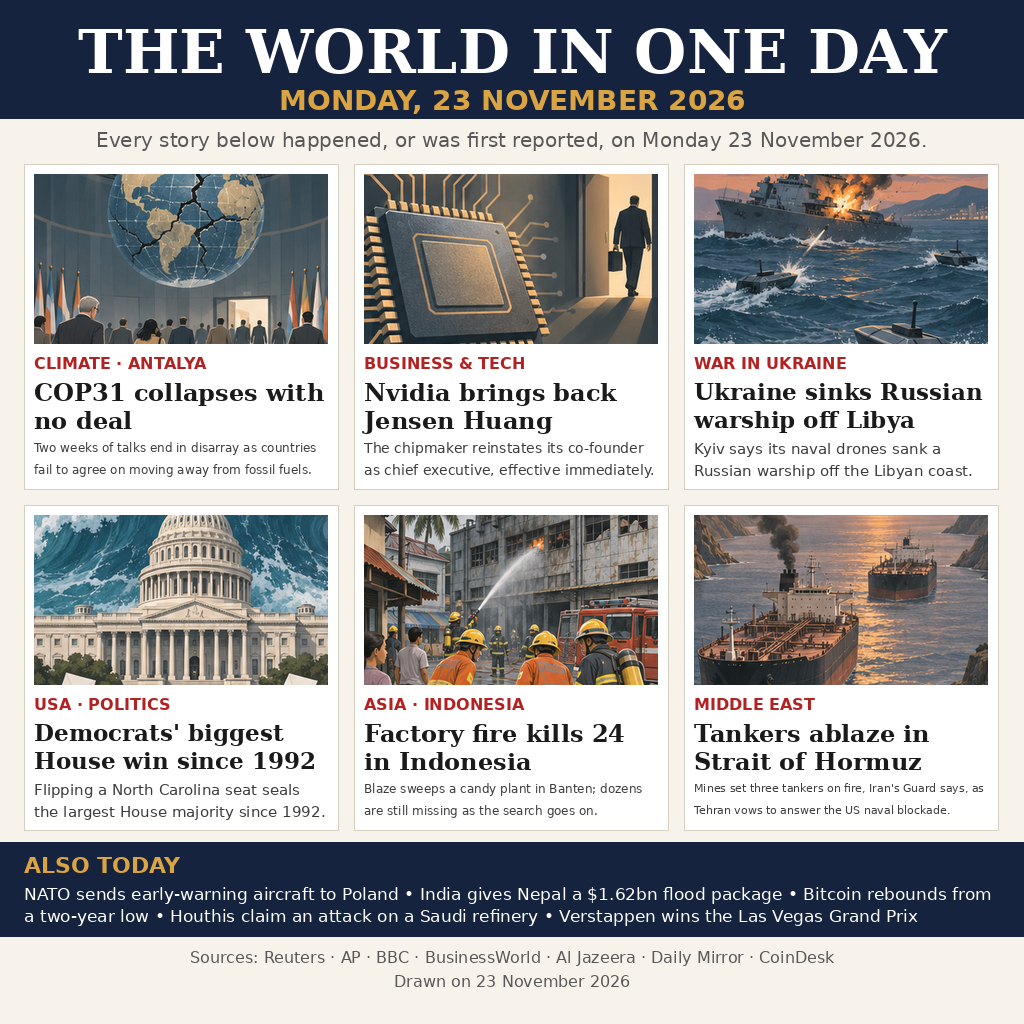 THE WORLD IN ONE DAY
MONDAY, 23 NOVEMBER 2026
Every story below happened, or was first reported, on Monday 23 November 2026.
CLIMATE · ANTALYA
COP31 collapses with
no deal
Two weeks of talks end in disarray as countries
fail to agree on moving away from fossil fuels.
BUSINESS & TECH
Nvidia brings back
Jensen Huang
The chipmaker reinstates its co-founder
as chief executive, effective immediately.
WAR IN UKRAINE
Ukraine sinks Russian
warship off Libya
Kyiv says its naval drones sank a
Russian warship off the Libyan coast.
USA · POLITICS
Democrats' biggest
House win since 1992
Flipping a North Carolina seat seals
the largest House majority since 1992.
ASIA · INDONESIA
Factory fire kills 24
in Indonesia
Blaze sweeps a candy plant in Banten; dozens
are still missing as the search goes on.
MIDDLE EAST
Tankers ablaze in
Strait of Hormuz
Mines set three tankers on fire, Iran's Guard says, as
Tehran vows to answer the US naval blockade.
ALSO TODAY
NATO sends early-warning aircraft to Poland • India gives Nepal a $1.62bn flood package • Bitcoin rebounds from
a two-year low • Houthis claim an attack on a Saudi refinery • Verstappen wins the Las Vegas Grand Prix
Sources: Reuters · AP · BBC · BusinessWorld · Al Jazeera · Daily Mirror · CoinDesk
Drawn on 23 November 2026